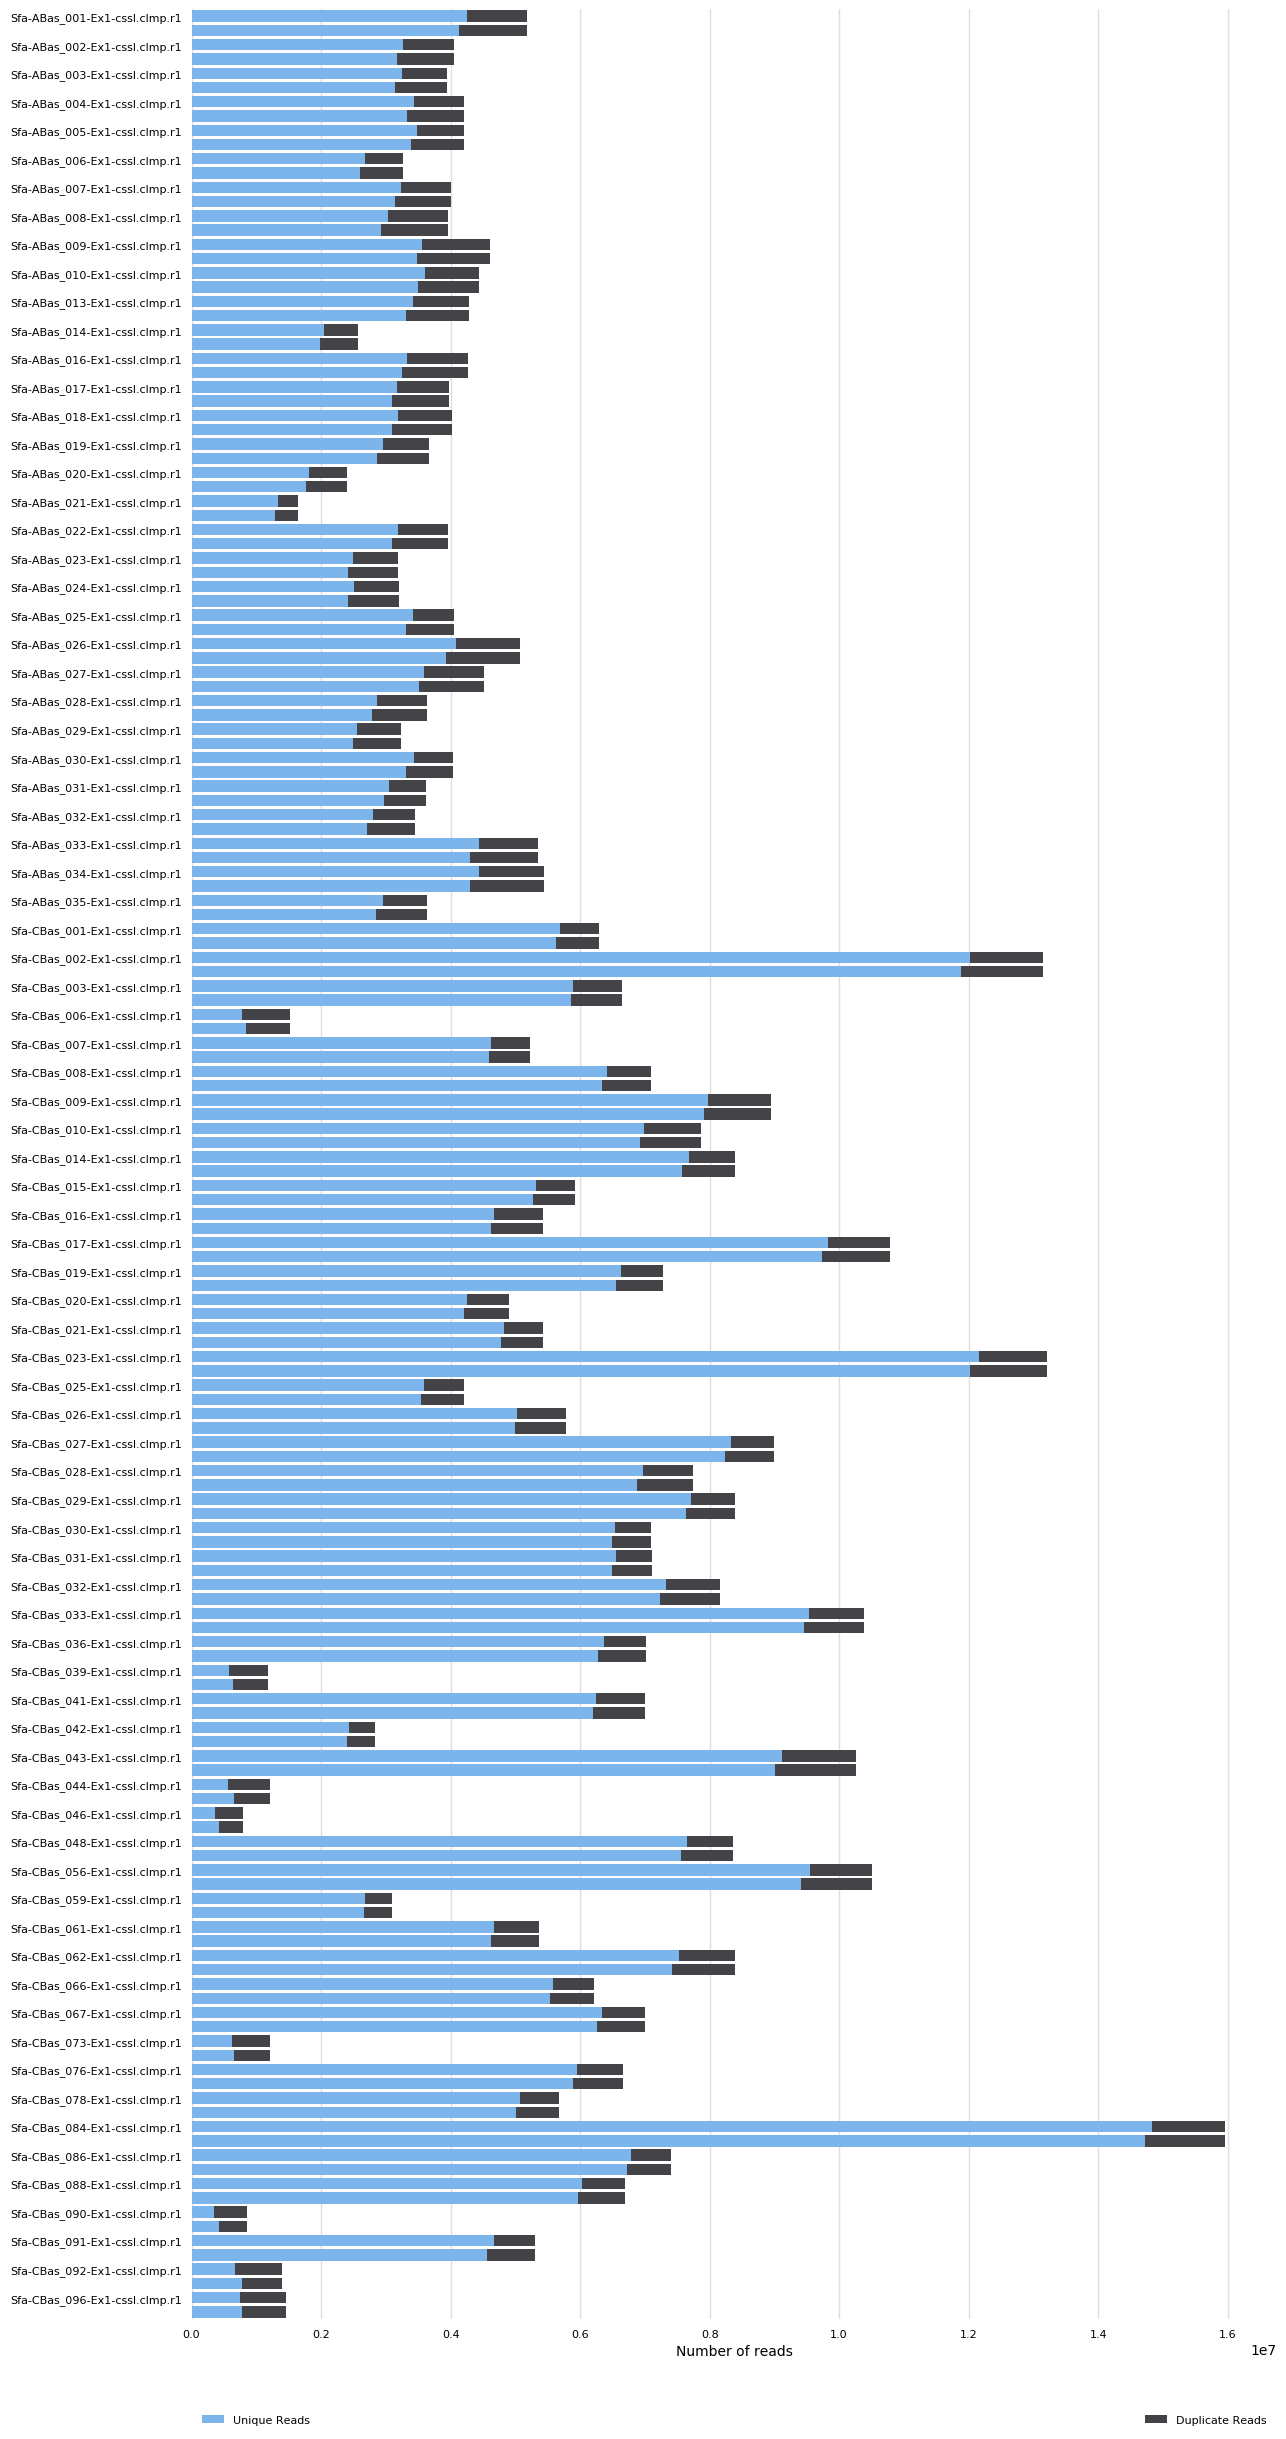 Sfa-ABas_001-Ex1-cssl.clmp.r1
Sfa-ABas_002-Ex1-cssl.clmp.r1
Sfa-ABas_003-Ex1-cssl.clmp.r1
Sfa-ABas_004-Ex1-cssl.clmp.r1
Sfa-ABas_005-Ex1-cssl.clmp.r1
Sfa-ABas_006-Ex1-cssl.clmp.r1
Sfa-ABas_007-Ex1-cssl.clmp.r1
Sfa-ABas_008-Ex1-cssl.clmp.r1
Sfa-ABas_009-Ex1-cssl.clmp.r1
Sfa-ABas_010-Ex1-cssl.clmp.r1
Sfa-ABas_013-Ex1-cssl.clmp.r1
Sfa-ABas_014-Ex1-cssl.clmp.r1
Sfa-ABas_016-Ex1-cssl.clmp.r1
Sfa-ABas_017-Ex1-cssl.clmp.r1
Sfa-ABas_018-Ex1-cssl.clmp.r1
Sfa-ABas_019-Ex1-cssl.clmp.r1
Sfa-ABas_020-Ex1-cssl.clmp.r1
Sfa-ABas_021-Ex1-cssl.clmp.r1
Sfa-ABas_022-Ex1-cssl.clmp.r1
Sfa-ABas_023-Ex1-cssl.clmp.r1
Sfa-ABas_024-Ex1-cssl.clmp.r1
Sfa-ABas_025-Ex1-cssl.clmp.r1
Sfa-ABas_026-Ex1-cssl.clmp.r1
Sfa-ABas_027-Ex1-cssl.clmp.r1
Sfa-ABas_028-Ex1-cssl.clmp.r1
Sfa-ABas_029-Ex1-cssl.clmp.r1
Sfa-ABas_030-Ex1-cssl.clmp.r1
Sfa-ABas_031-Ex1-cssl.clmp.r1
Sfa-ABas_032-Ex1-cssl.clmp.r1
Sfa-ABas_033-Ex1-cssl.clmp.r1
Sfa-ABas_034-Ex1-cssl.clmp.r1
Sfa-ABas_035-Ex1-cssl.clmp.r1
Sfa-CBas_001-Ex1-cssl.clmp.r1
Sfa-CBas_002-Ex1-cssl.clmp.r1
Sfa-CBas_003-Ex1-cssl.clmp.r1
Sfa-CBas_006-Ex1-cssl.clmp.r1
Sfa-CBas_007-Ex1-cssl.clmp.r1
Sfa-CBas_008-Ex1-cssl.clmp.r1
Sfa-CBas_009-Ex1-cssl.clmp.r1
Sfa-CBas_010-Ex1-cssl.clmp.r1
Sfa-CBas_014-Ex1-cssl.clmp.r1
Sfa-CBas_015-Ex1-cssl.clmp.r1
Sfa-CBas_016-Ex1-cssl.clmp.r1
Sfa-CBas_017-Ex1-cssl.clmp.r1
Sfa-CBas_019-Ex1-cssl.clmp.r1
Sfa-CBas_020-Ex1-cssl.clmp.r1
Sfa-CBas_021-Ex1-cssl.clmp.r1
Sfa-CBas_023-Ex1-cssl.clmp.r1
Sfa-CBas_025-Ex1-cssl.clmp.r1
Sfa-CBas_026-Ex1-cssl.clmp.r1
Sfa-CBas_027-Ex1-cssl.clmp.r1
Sfa-CBas_028-Ex1-cssl.clmp.r1
Sfa-CBas_029-Ex1-cssl.clmp.r1
Sfa-CBas_030-Ex1-cssl.clmp.r1
Sfa-CBas_031-Ex1-cssl.clmp.r1
Sfa-CBas_032-Ex1-cssl.clmp.r1
Sfa-CBas_033-Ex1-cssl.clmp.r1
Sfa-CBas_036-Ex1-cssl.clmp.r1
Sfa-CBas_039-Ex1-cssl.clmp.r1
Sfa-CBas_041-Ex1-cssl.clmp.r1
Sfa-CBas_042-Ex1-cssl.clmp.r1
Sfa-CBas_043-Ex1-cssl.clmp.r1
Sfa-CBas_044-Ex1-cssl.clmp.r1
Sfa-CBas_046-Ex1-cssl.clmp.r1
Sfa-CBas_048-Ex1-cssl.clmp.r1
Sfa-CBas_056-Ex1-cssl.clmp.r1
Sfa-CBas_059-Ex1-cssl.clmp.r1
Sfa-CBas_061-Ex1-cssl.clmp.r1
Sfa-CBas_062-Ex1-cssl.clmp.r1
Sfa-CBas_066-Ex1-cssl.clmp.r1
Sfa-CBas_067-Ex1-cssl.clmp.r1
Sfa-CBas_073-Ex1-cssl.clmp.r1
Sfa-CBas_076-Ex1-cssl.clmp.r1
Sfa-CBas_078-Ex1-cssl.clmp.r1
Sfa-CBas_084-Ex1-cssl.clmp.r1
Sfa-CBas_086-Ex1-cssl.clmp.r1
Sfa-CBas_088-Ex1-cssl.clmp.r1
Sfa-CBas_090-Ex1-cssl.clmp.r1
Sfa-CBas_091-Ex1-cssl.clmp.r1
Sfa-CBas_092-Ex1-cssl.clmp.r1
Sfa-CBas_096-Ex1-cssl.clmp.r1
0.0 0.2 0.4 0.6 0.8 1.0 1.2 1.4 1.6
Number of reads
1e7
Unique Reads
Duplicate Reads